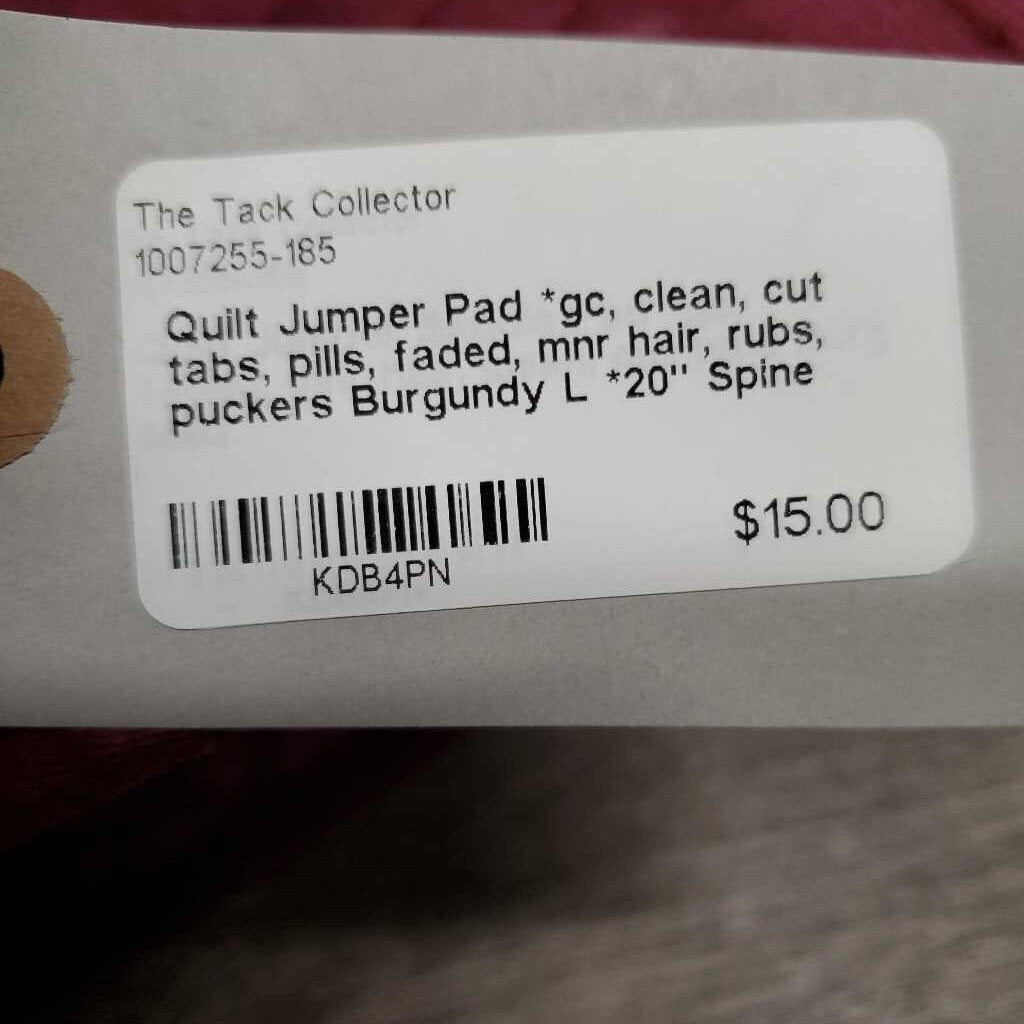 The Tack Collector
1007255-185
Quilt Jumper Pad *gc, clean, cut
tabs, pills, faded, mnr hair, rubs,
puckers Burgundy L *20" Spine
$15.00
KDB4PN